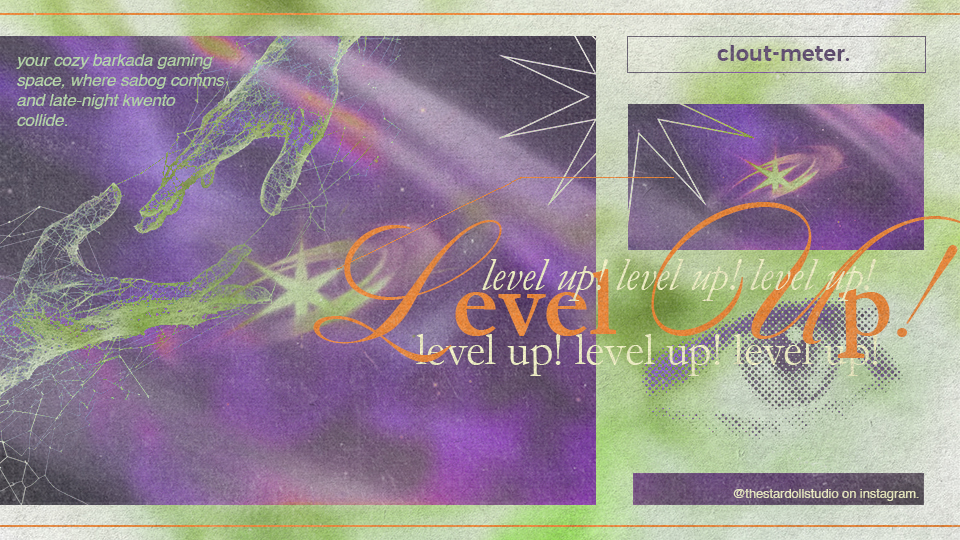 your cozy barkada gaming
space, where sabog comms
and late-night kwento
collide.
clout-meter.
level up! level up! level up!
Level Up!
level up! level up! level up!
@thestardollstudio on instagram.